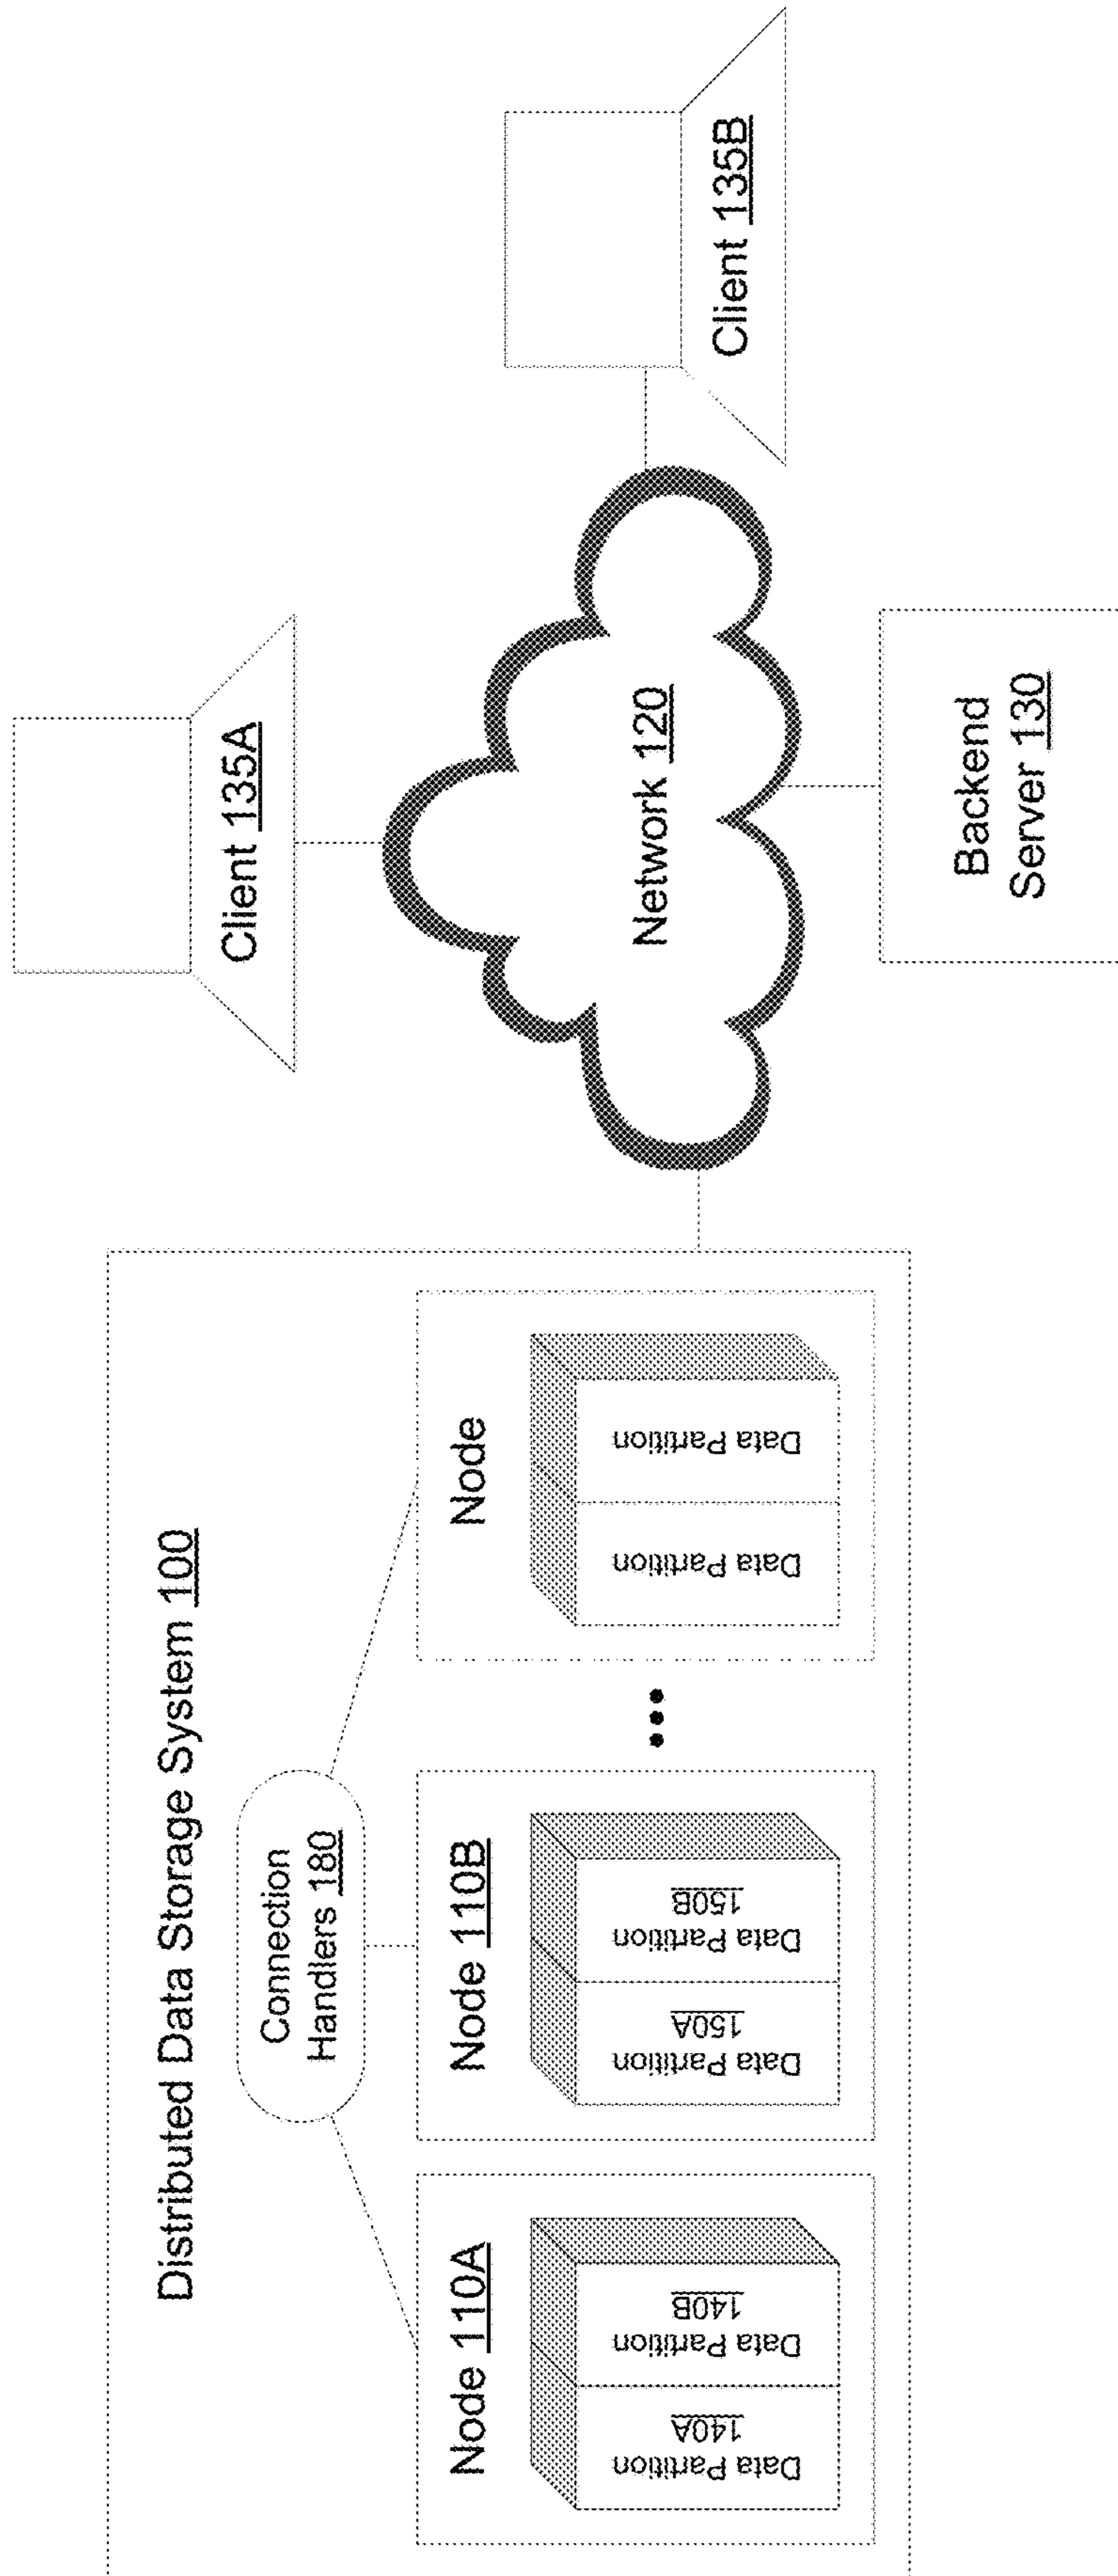 Distributed Data Storage System 100
Connection
Handlers 180
Node 110A
Data Partition
140A
Data Partition
140B
Node 110B
Data Partition
150A
Data Partition
150B
•••
Node
Data Partition
Data Partition
Client 135A
Network 120
Client 135B
Backend
Server 130